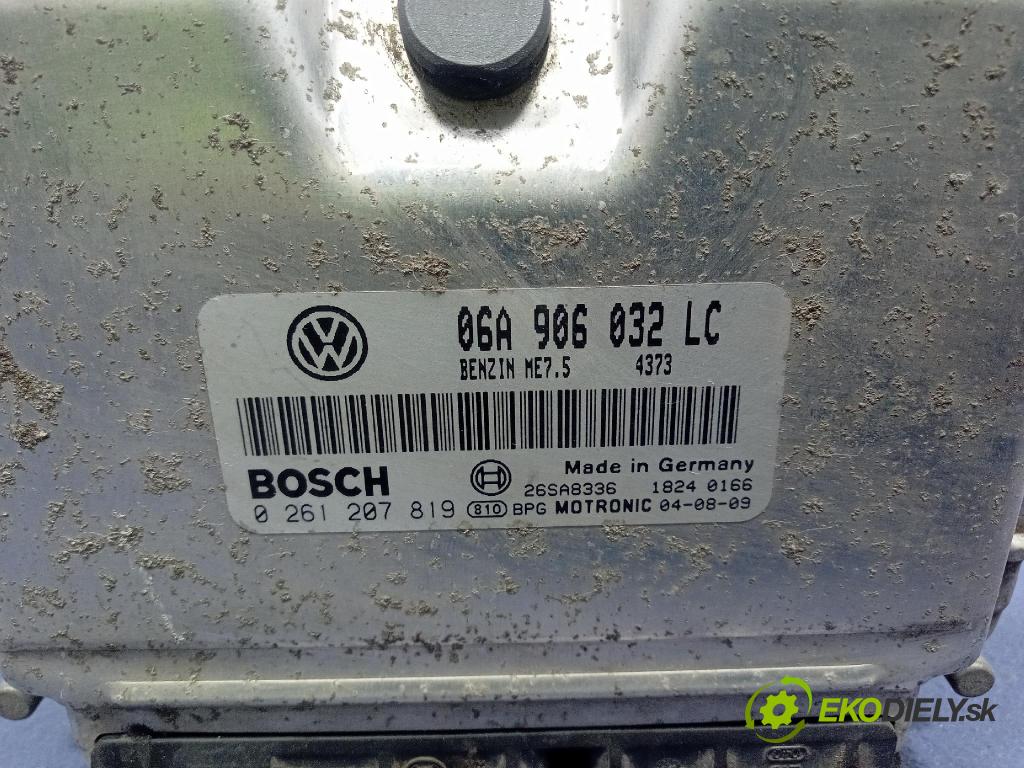 VW
06A 906 032 LC
BENZIN ME7.5 4373
BOSCH
Made in Germany
26SA8336 1824 0166
0 261 207 819 810 BPG MOTRONIC 04-08-09
EKODIELY.sk